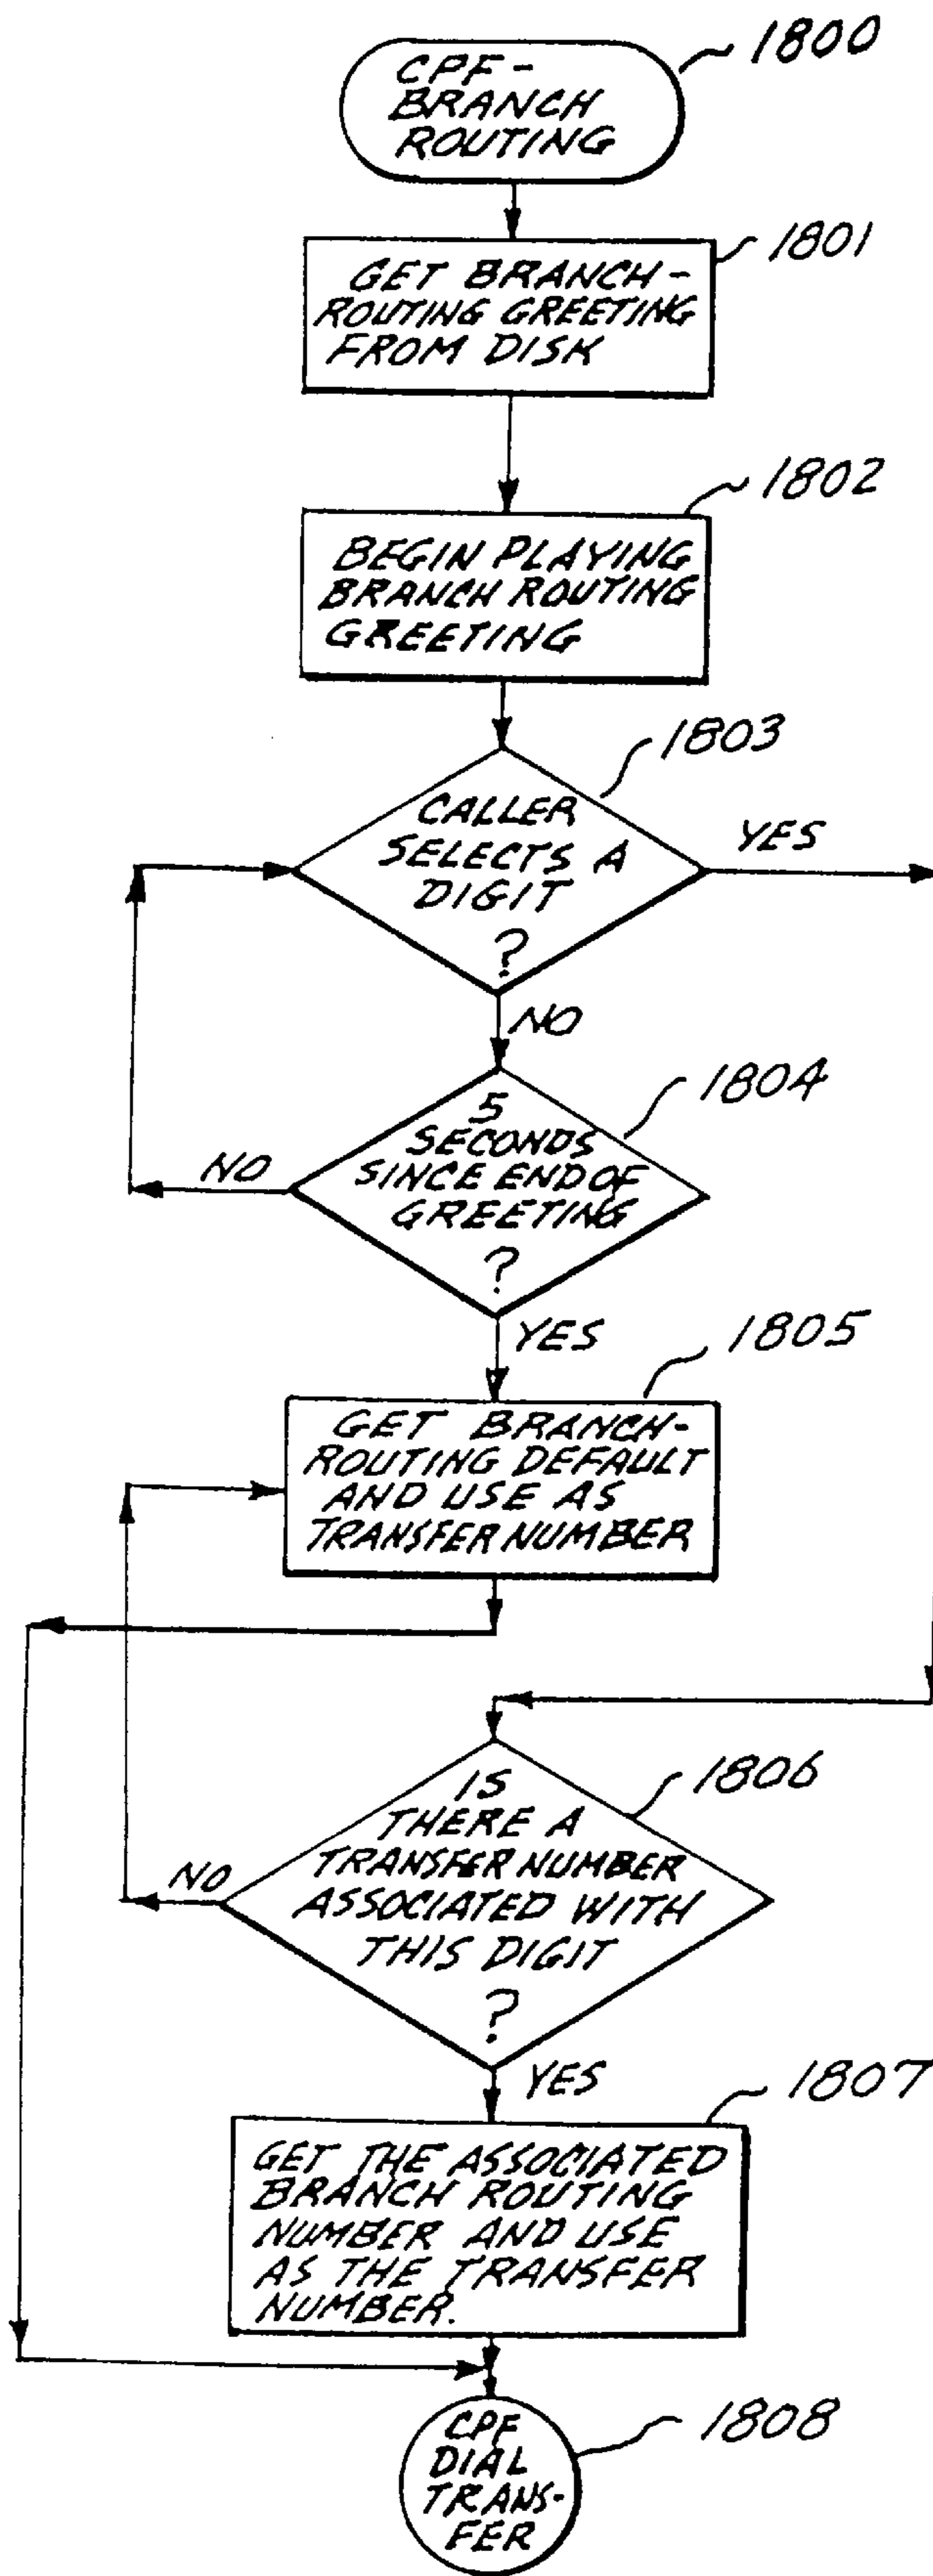 1800
CPF-
BRANCH
ROUTING
1801
GET BRANCH-
ROUTING GREETING
FROM DISK
1802
BEGIN PLAYING
BRANCH ROUTING
GREETING
1803
CALLER
SELECTS A
DIGIT
?
YES
NO
1804
5
SECONDS
SINCE END OF
GREETING
?
NO
YES
1805
GET BRANCH-
ROUTING DEFAULT
AND USE AS
TRANSFER NUMBER
1806
IS
THERE A
TRANSFER NUMBER
ASSOCIATED WITH
THIS DIGIT
?
NO
YES
1807
GET THE ASSOCIATED
BRANCH ROUTING
NUMBER AND USE
AS THE TRANSFER
NUMBER.
1808
CPF
DIAL
TRANS-
FER